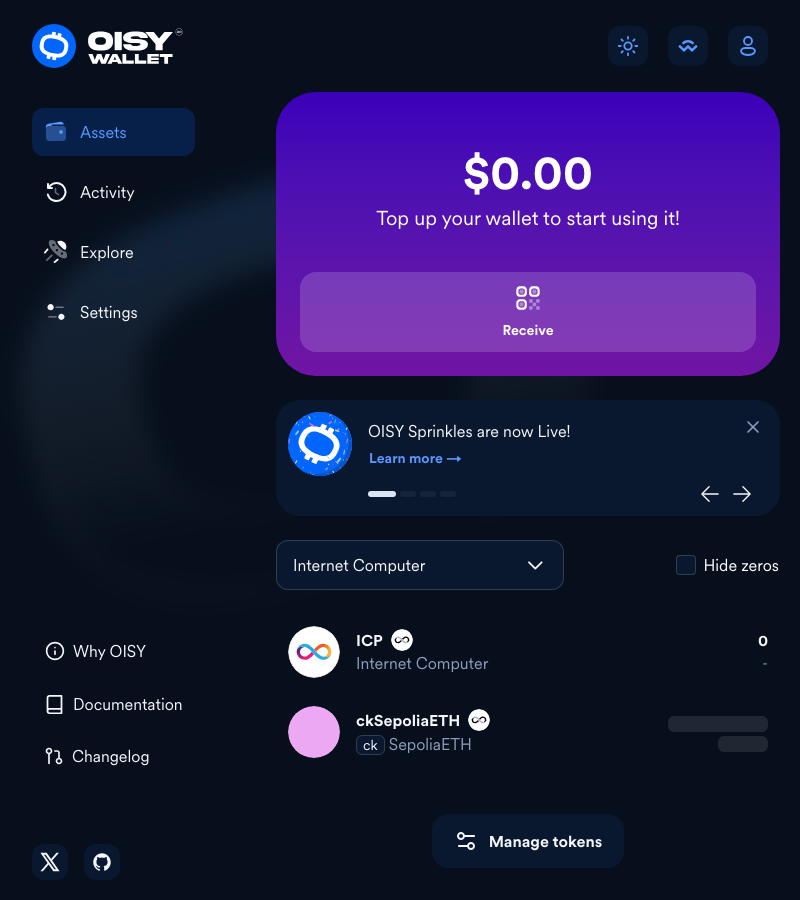 OISY
WALLET
Assets
Activity
Explore
Settings
$0.00
Top up your wallet to start using it!
Receive
OISY Sprinkles are now Live!
Learn more →
Internet Computer
Hide zeros
ICP
0
Internet Computer
-
ckSepoliaETH
ck SepoliaETH
Why OISY
Documentation
Changelog
Manage tokens